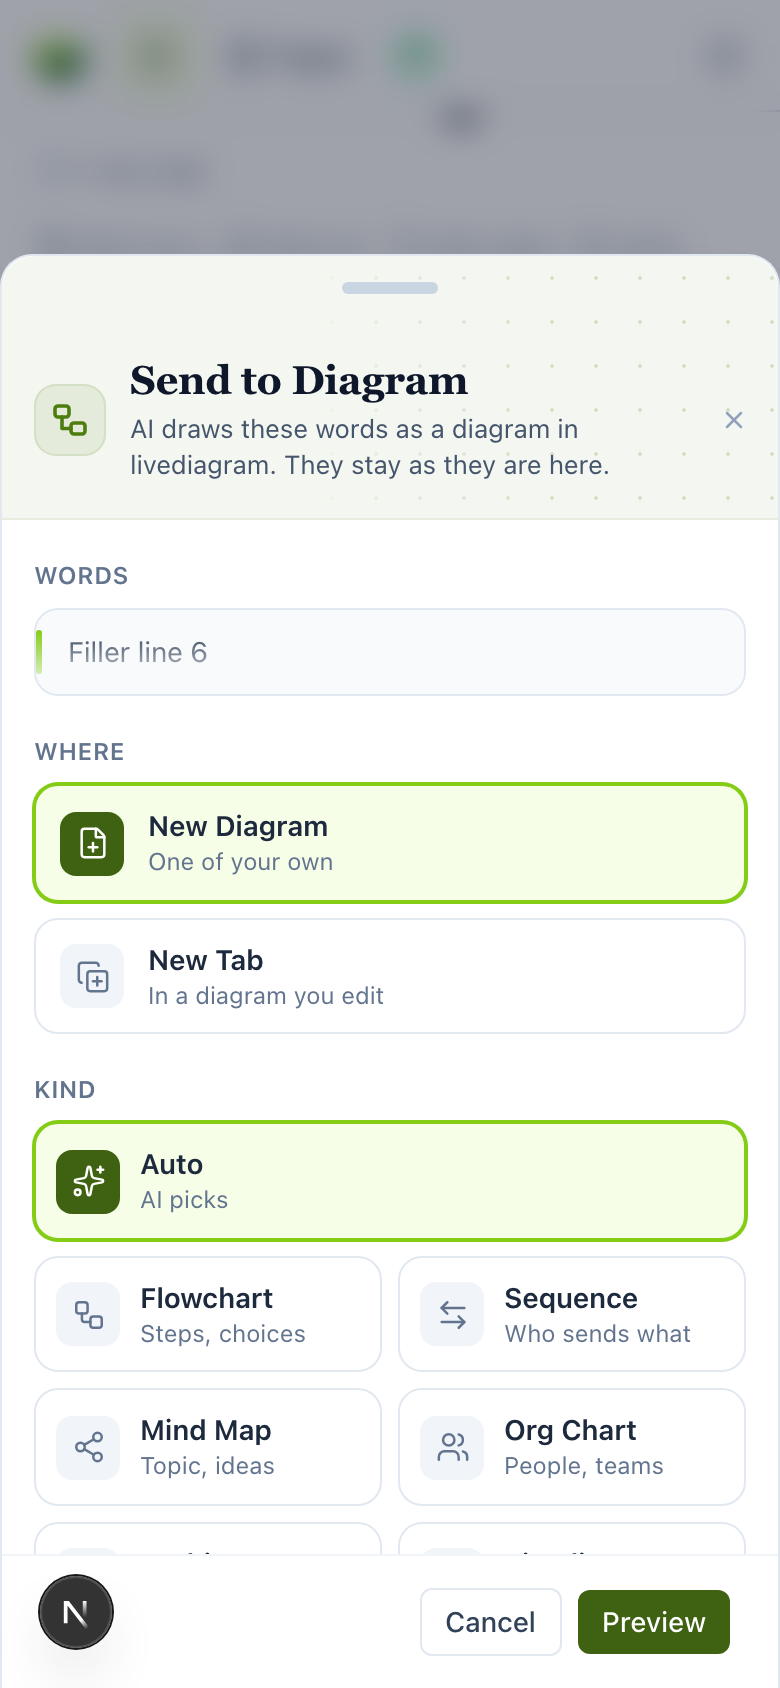 Send to Diagram
AI draws these words as a diagram in
livediagram. They stay as they are here.
WORDS
Filler line 6
WHERE
New Diagram
One of your own
New Tab
In a diagram you edit
KIND
Auto
AI picks
Flowchart
Steps, choices
Sequence
Who sends what
Mind Map
Topic, ideas
Org Chart
People, teams
N
Cancel
Preview